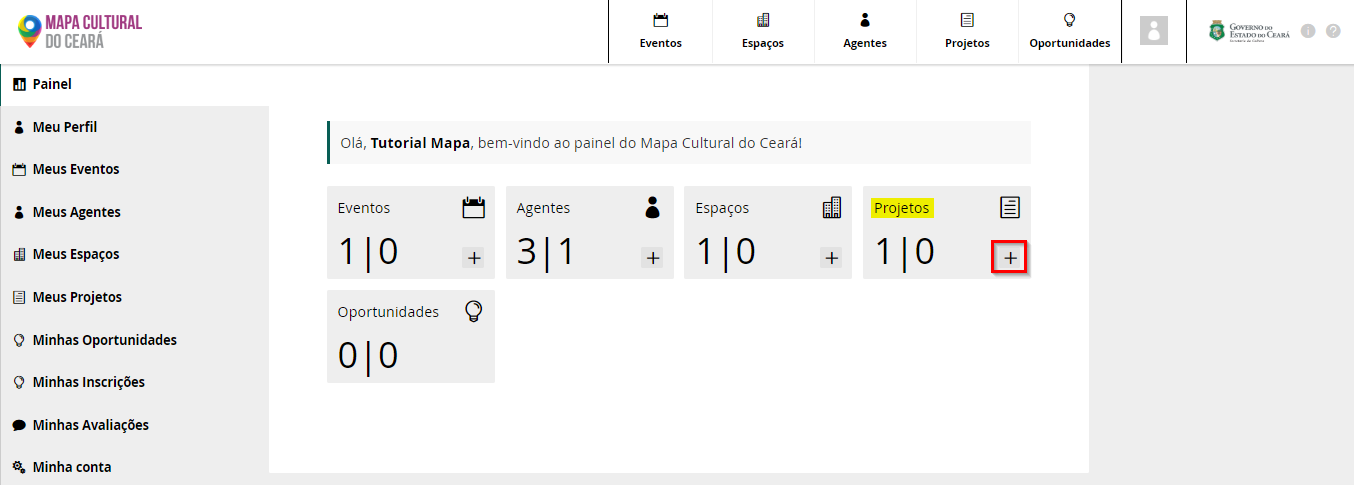 MAPA CULTURAL
DO CEARÁ
Eventos
Espaços
Agentes
Projetos
Oportunidades
GOVERNO DO
ESTADO DO CEARÁ
Secretaria da Cultura
i
?
Painel
Meu Perfil
Meus Eventos
Meus Agentes
Meus Espaços
Meus Projetos
Minhas Oportunidades
Minhas Inscrições
Minhas Avaliações
Minha conta
Olá, Tutorial Mapa, bem-vindo ao painel do Mapa Cultural do Ceará!
Eventos
1|0
+
Agentes
3|1
+
Espaços
1|0
+
Projetos
1|0
+
Oportunidades
0|0